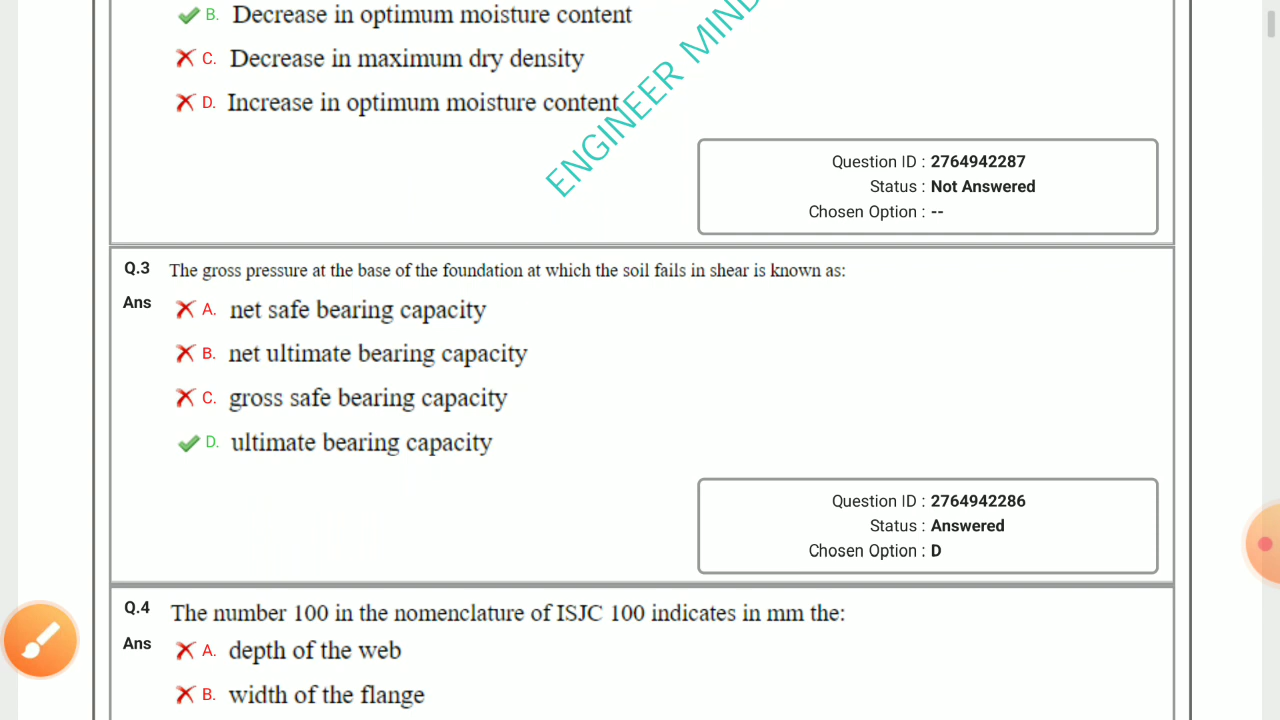 B. Decrease in optimum moisture content
C. Decrease in maximum dry density
D. Increase in optimum moisture content
ENGINEER MIND
Question ID : 2764942287
Status : Not Answered
Chosen Option : --
Q.3 The gross pressure at the base of the foundation at which the soil fails in shear is known as:
Ans A. net safe bearing capacity
B. net ultimate bearing capacity
C. gross safe bearing capacity
D. ultimate bearing capacity
Question ID : 2764942286
Status : Answered
Chosen Option : D
Q.4 The number 100 in the nomenclature of ISJC 100 indicates in mm the:
Ans A. depth of the web
B. width of the flange